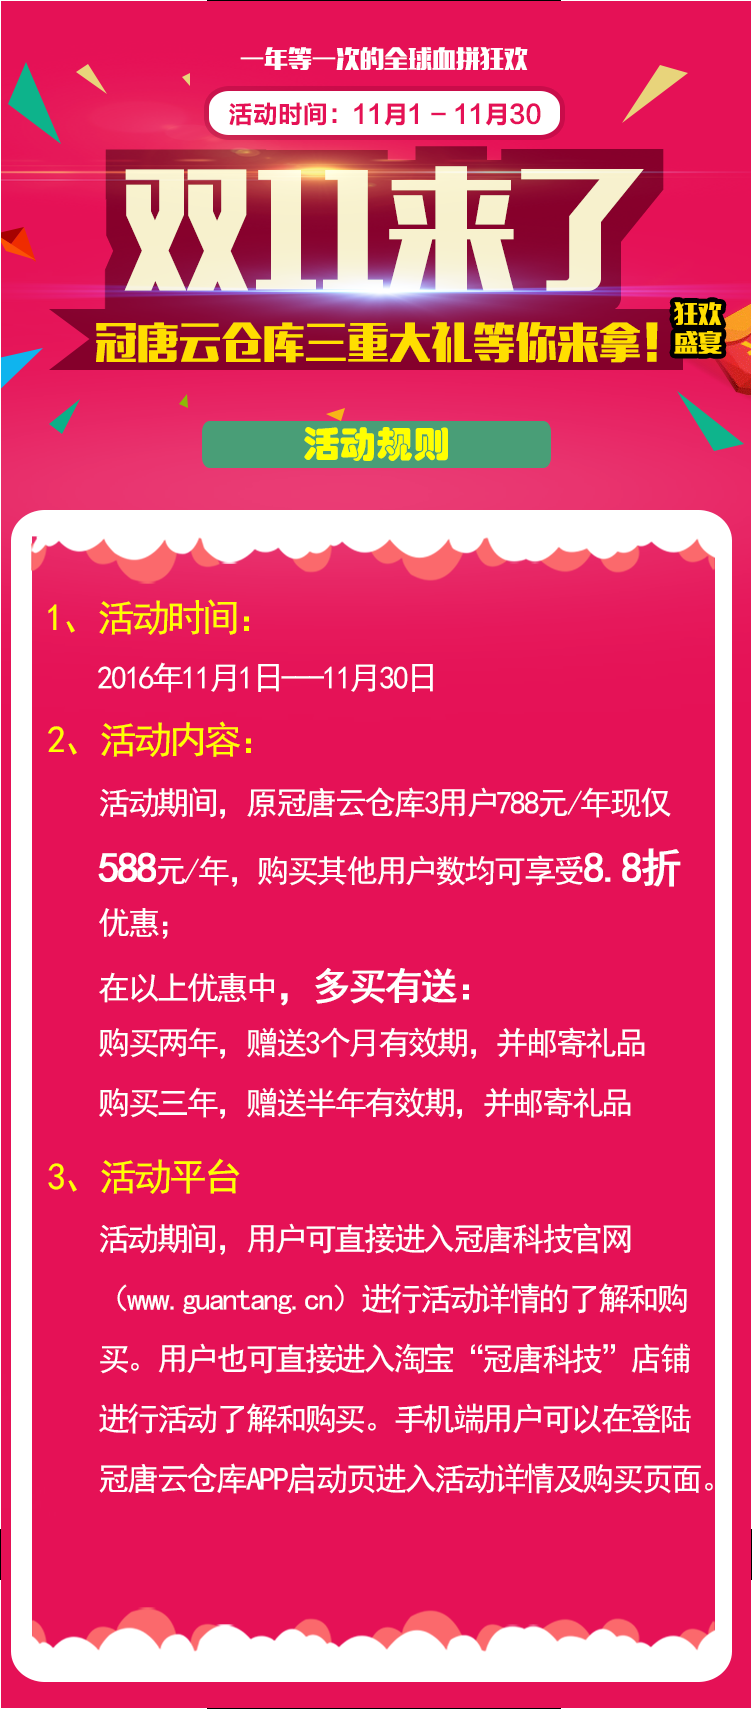 一年等一次的全球血拼狂欢
活动时间：11月1 - 11月30
双11来了
冠唐云仓库三重大礼等你来拿！
狂欢
盛宴
活动规则
1、活动时间：
2016年11月1日——11月30日
2、活动内容：
活动期间，原冠唐云仓库3用户788元/年现仅
588元/年，购买其他用户数均可享受8.8折
优惠；
在以上优惠中，多买有送：
购买两年，赠送3个月有效期，并邮寄礼品
购买三年，赠送半年有效期，并邮寄礼品
3、活动平台
活动期间，用户可直接进入冠唐科技官网
（www.guantang.cn）进行活动详情的了解和购
买。用户也可直接进入淘宝“冠唐科技”店铺
进行活动了解和购买。手机端用户可以在登陆
冠唐云仓库APP启动页进入活动详情及购买页面。